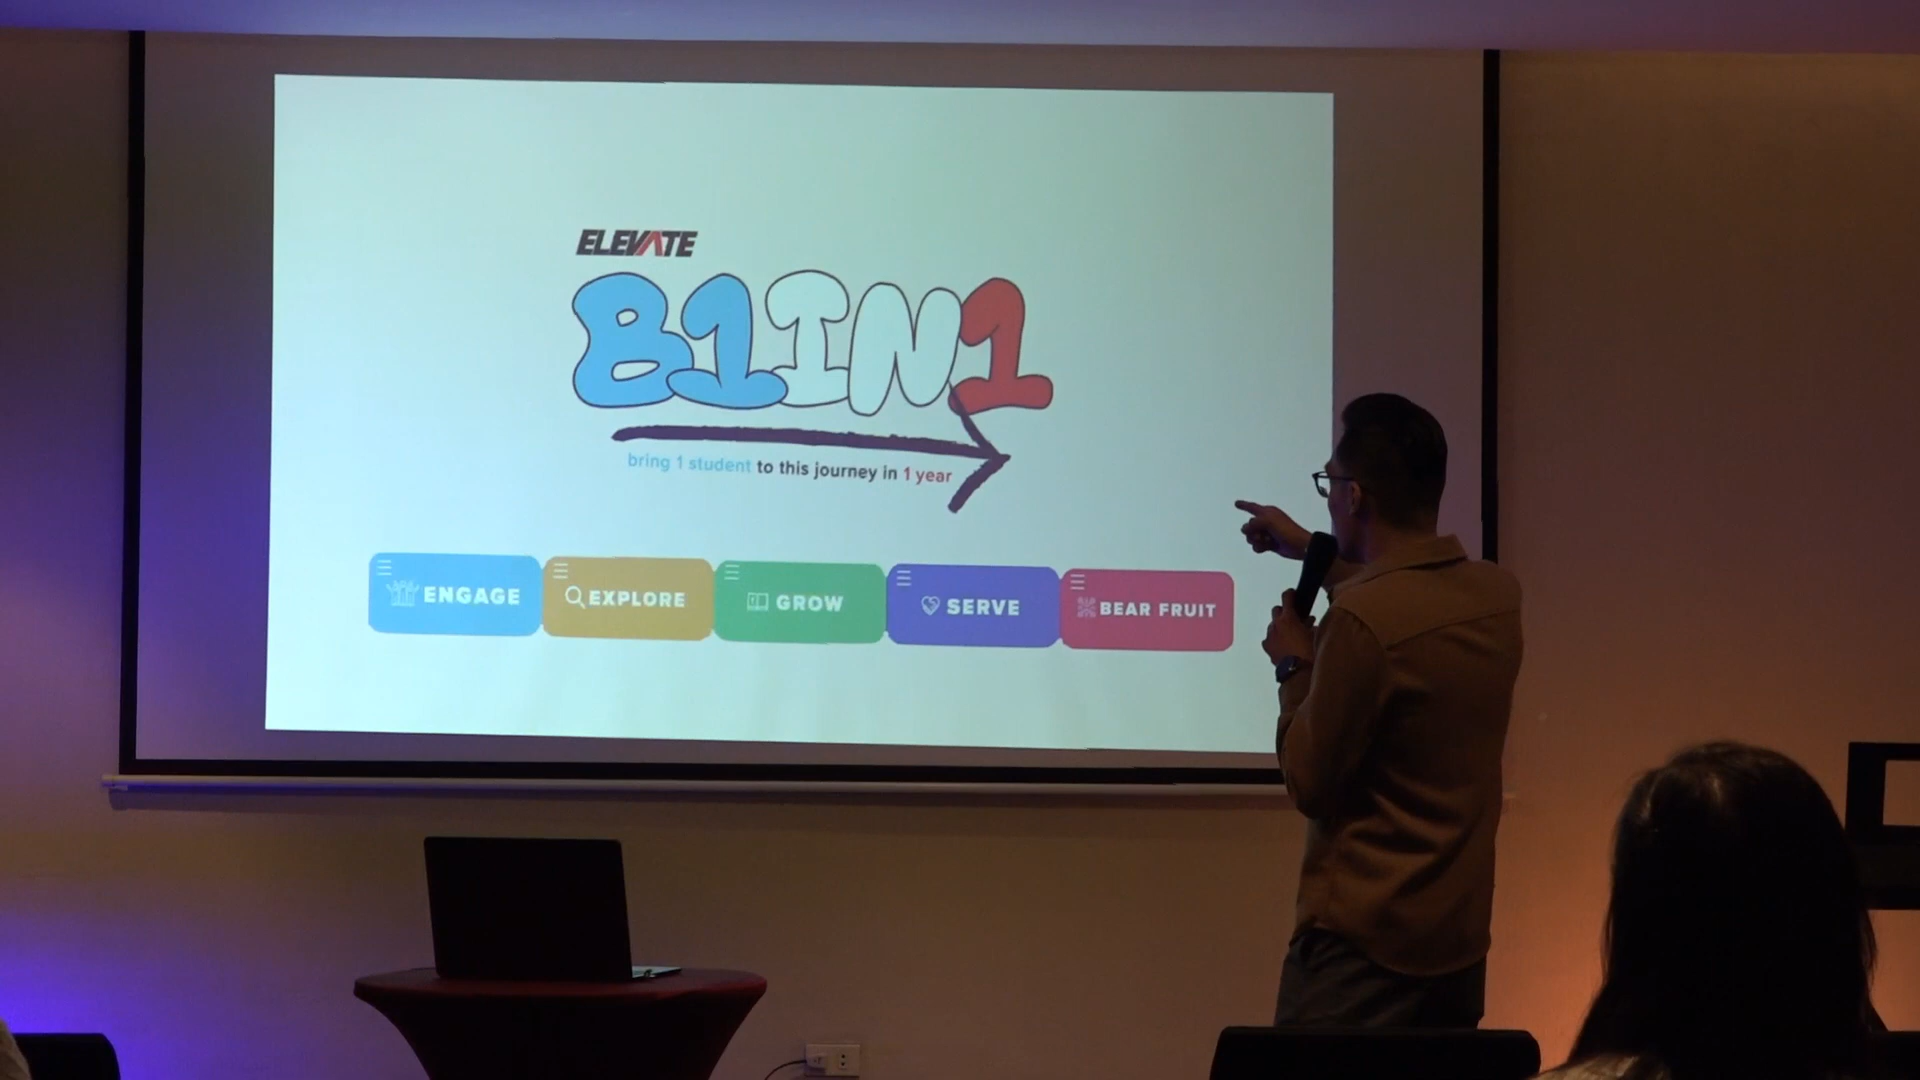 ELEVATE
B1IN1
bring 1 student to this journey in 1 year
ENGAGE
EXPLORE
GROW
SERVE
BEAR FRUIT